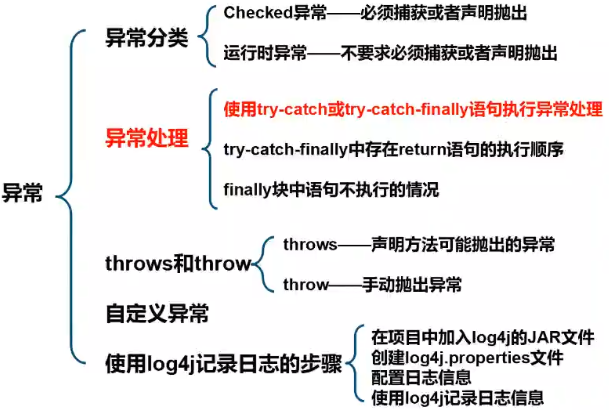 异常
异常分类
Checked异常——必须捕获或者声明抛出
运行时异常——不要求必须捕获或者声明抛出
异常处理
使用try-catch或try-catch-finally语句执行异常处理
try-catch-finally中存在return语句的执行顺序
finally块中语句不执行的情况
throws和throw
throws——声明方法可能抛出的异常
throw——手动抛出异常
自定义异常
使用log4j记录日志的步骤
在项目中加入log4j的JAR文件
创建log4j.properties文件
配置日志信息
使用log4j记录日志信息